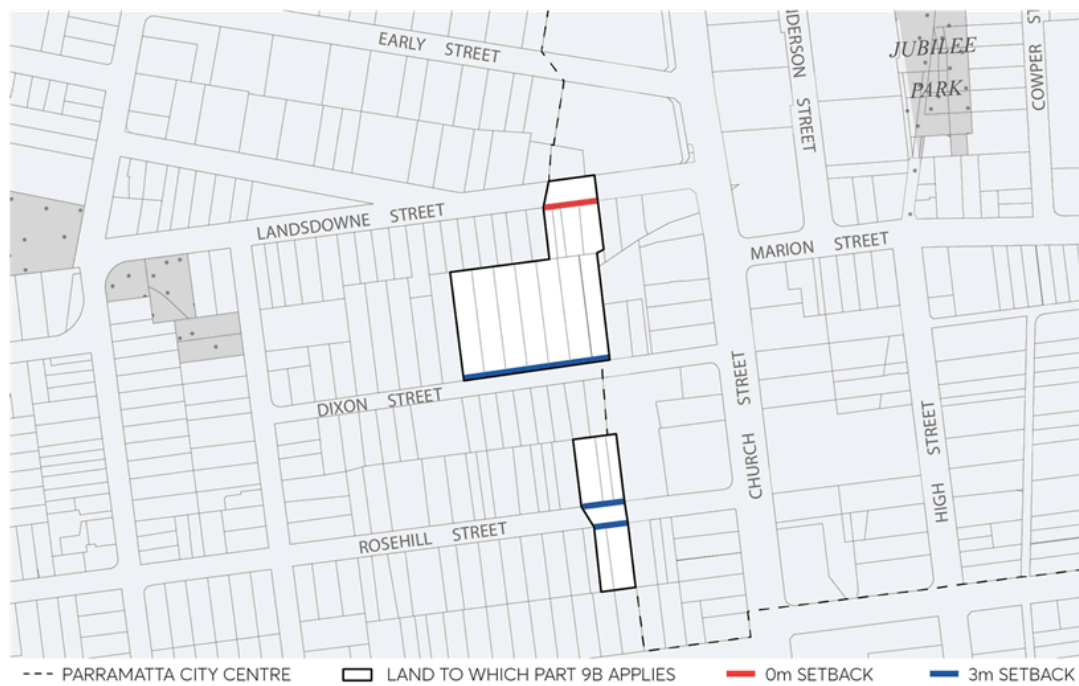 EARLY STREET
JUBILEE
PARK
COWPER ST
STREET
LANDSDOWNE STREET
MARION STREET
DIXON STREET
CHURCH STREET
HIGH STREET
ROSEHILL STREET
PARRAMATTA CITY CENTRE
LAND TO WHICH PART 9B APPLIES
0m SETBACK
3m SETBACK